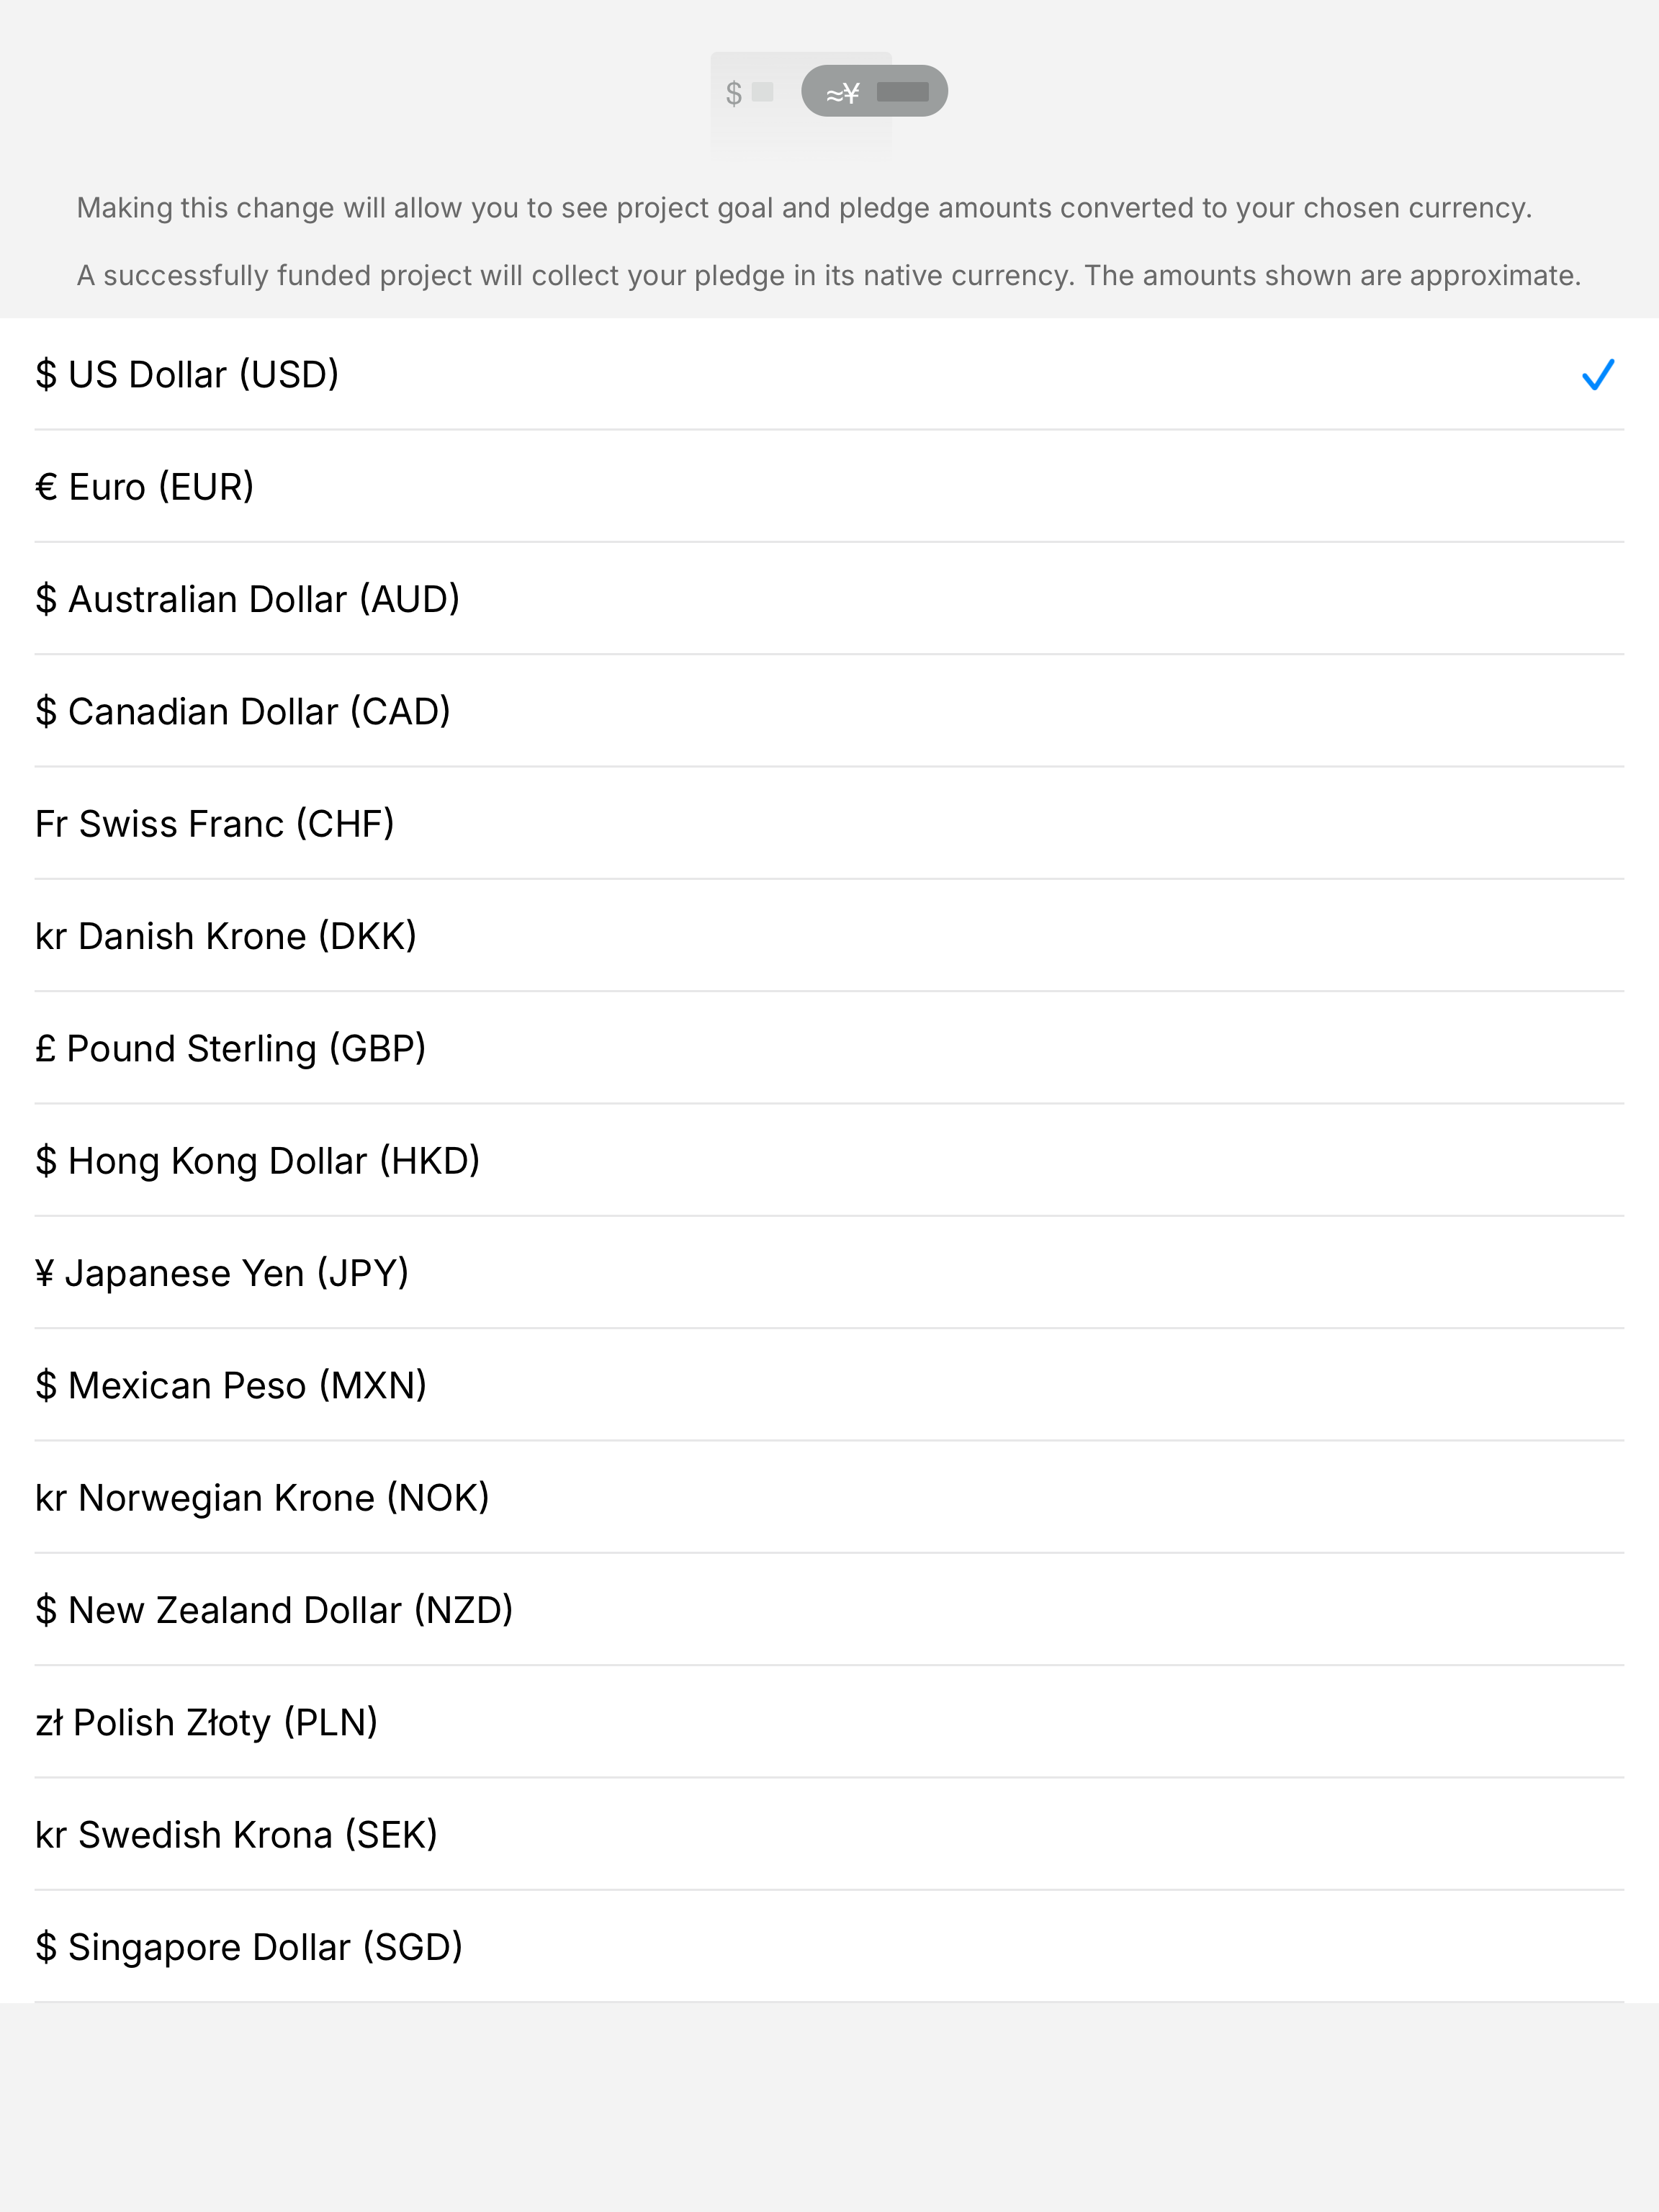 $ ≈¥
Making this change will allow you to see project goal and pledge amounts converted to your chosen currency.
A successfully funded project will collect your pledge in its native currency. The amounts shown are approximate.
$ US Dollar (USD)
€ Euro (EUR)
$ Australian Dollar (AUD)
$ Canadian Dollar (CAD)
Fr Swiss Franc (CHF)
kr Danish Krone (DKK)
£ Pound Sterling (GBP)
$ Hong Kong Dollar (HKD)
¥ Japanese Yen (JPY)
$ Mexican Peso (MXN)
kr Norwegian Krone (NOK)
$ New Zealand Dollar (NZD)
zł Polish Złoty (PLN)
kr Swedish Krona (SEK)
$ Singapore Dollar (SGD)